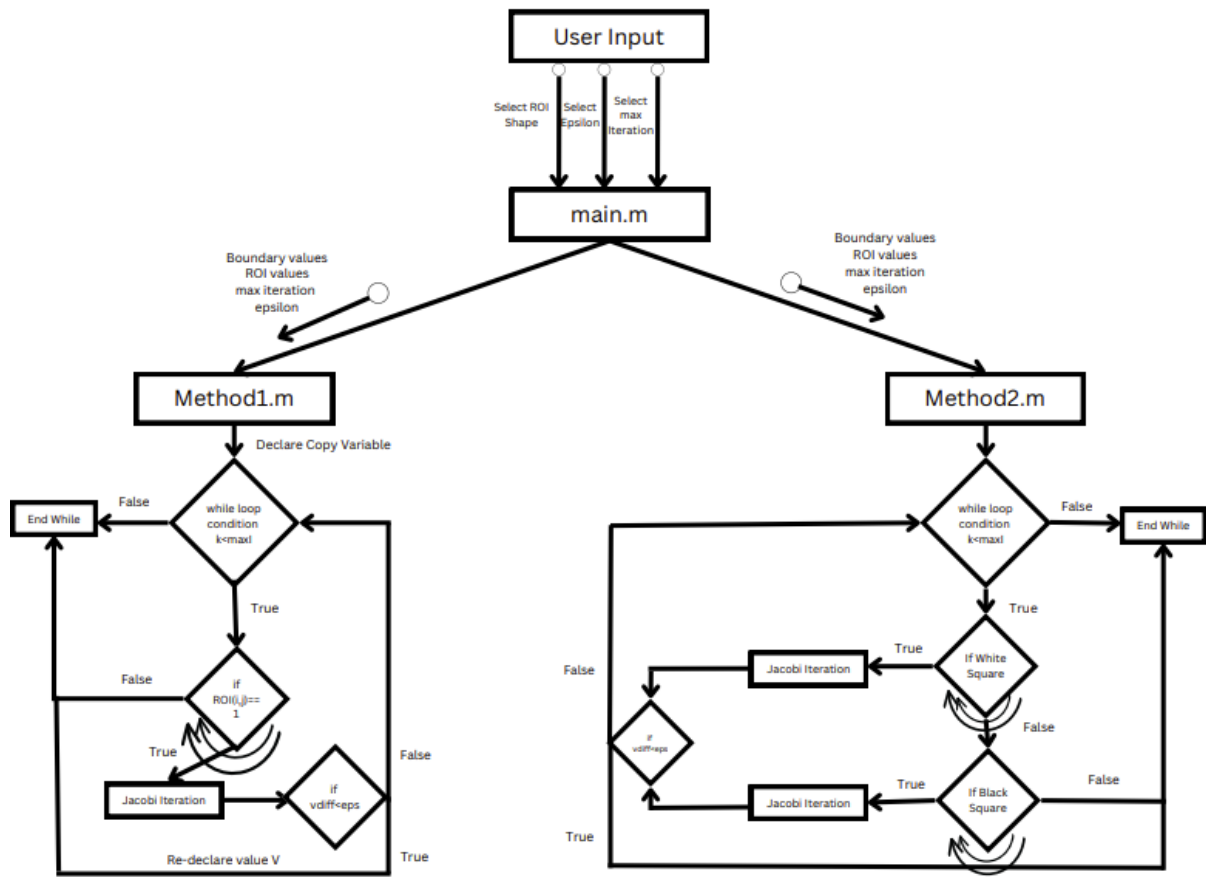 User Input
Select ROI
Shape
Select
Epsilon
Select
max
Iteration
main.m
Boundary values
ROI values
max iteration
epsilon
Boundary values
ROI values
max iteration
epsilon
Method1.m
Method2.m
Declare Copy Variable
while loop
condition
k<maxI
False
End While
True
if
ROI(i,j)==
1
False
True
Jacobi Iteration
if
vdiff<eps
False
True
Re-declare value V
while loop
condition
k<maxI
False
End While
True
If White
Square
True
Jacobi Iteration
False
False
If
vdiff<eps
If Black
Square
True
Jacobi Iteration
False
True